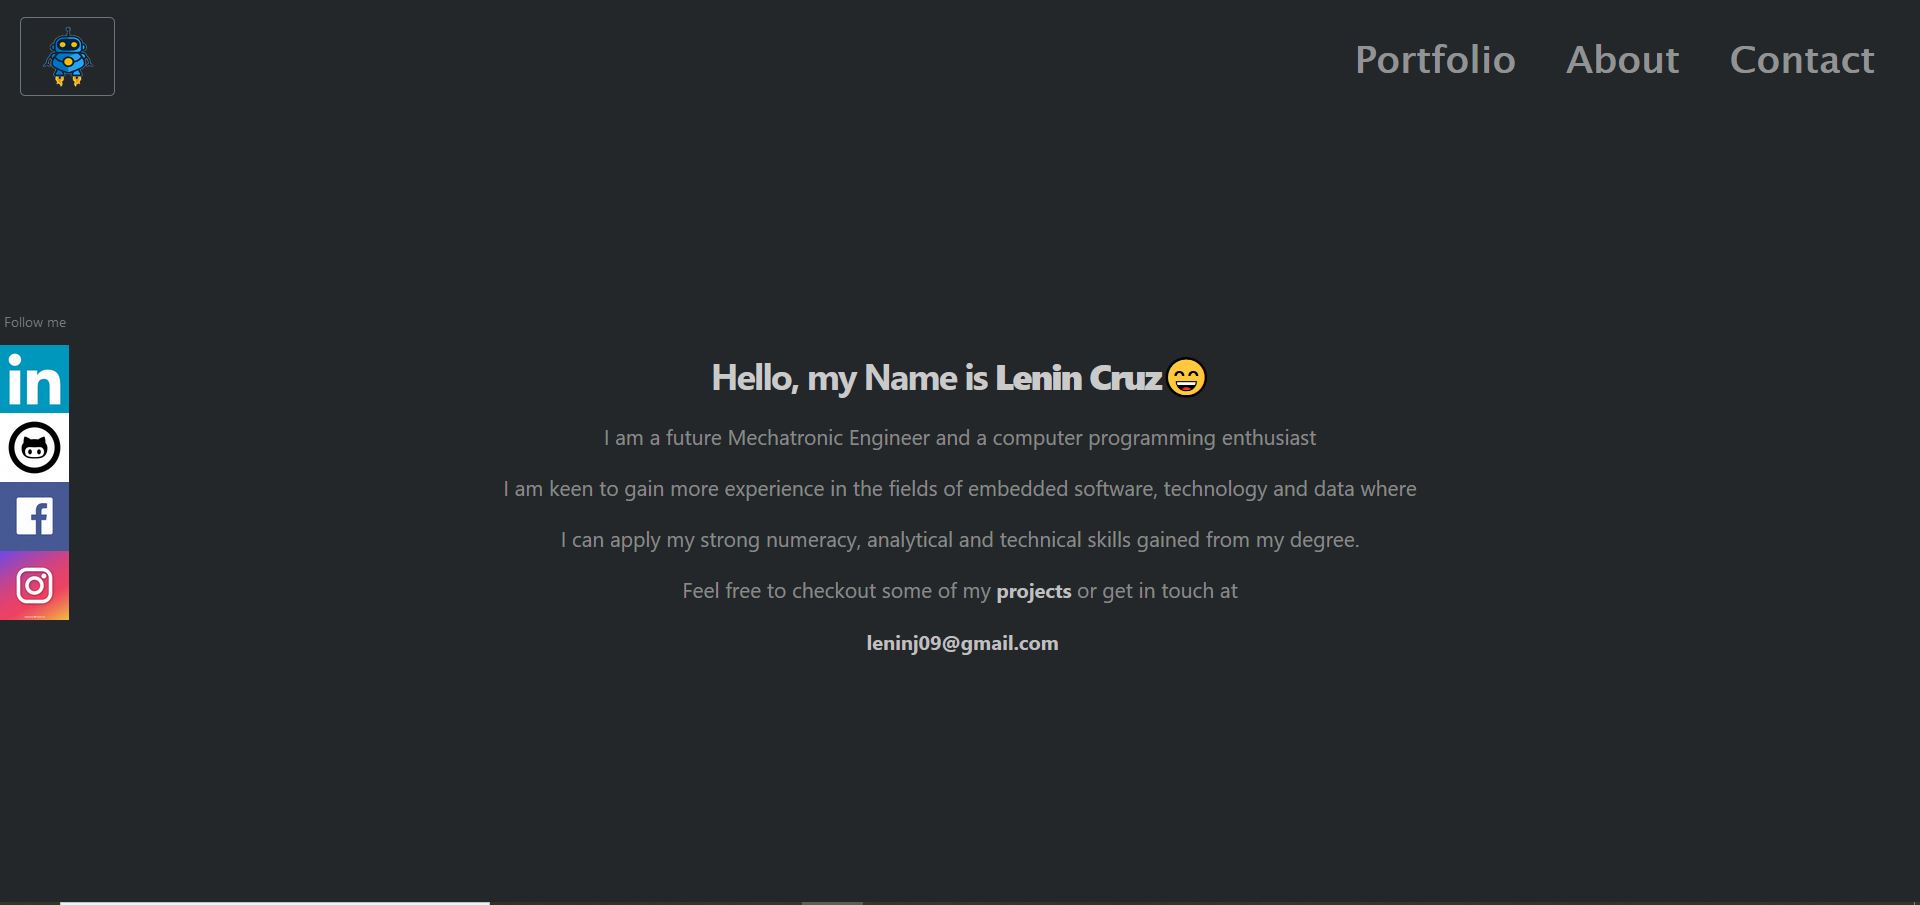 Portfolio About Contact
Follow me
in
Hello, my Name is Lenin Cruz😄
I am a future Mechatronic Engineer and a computer programming enthusiast
I am keen to gain more experience in the fields of embedded software, technology and data where
I can apply my strong numeracy, analytical and technical skills gained from my degree.
Feel free to checkout some of my projects or get in touch at
leninj09@gmail.com